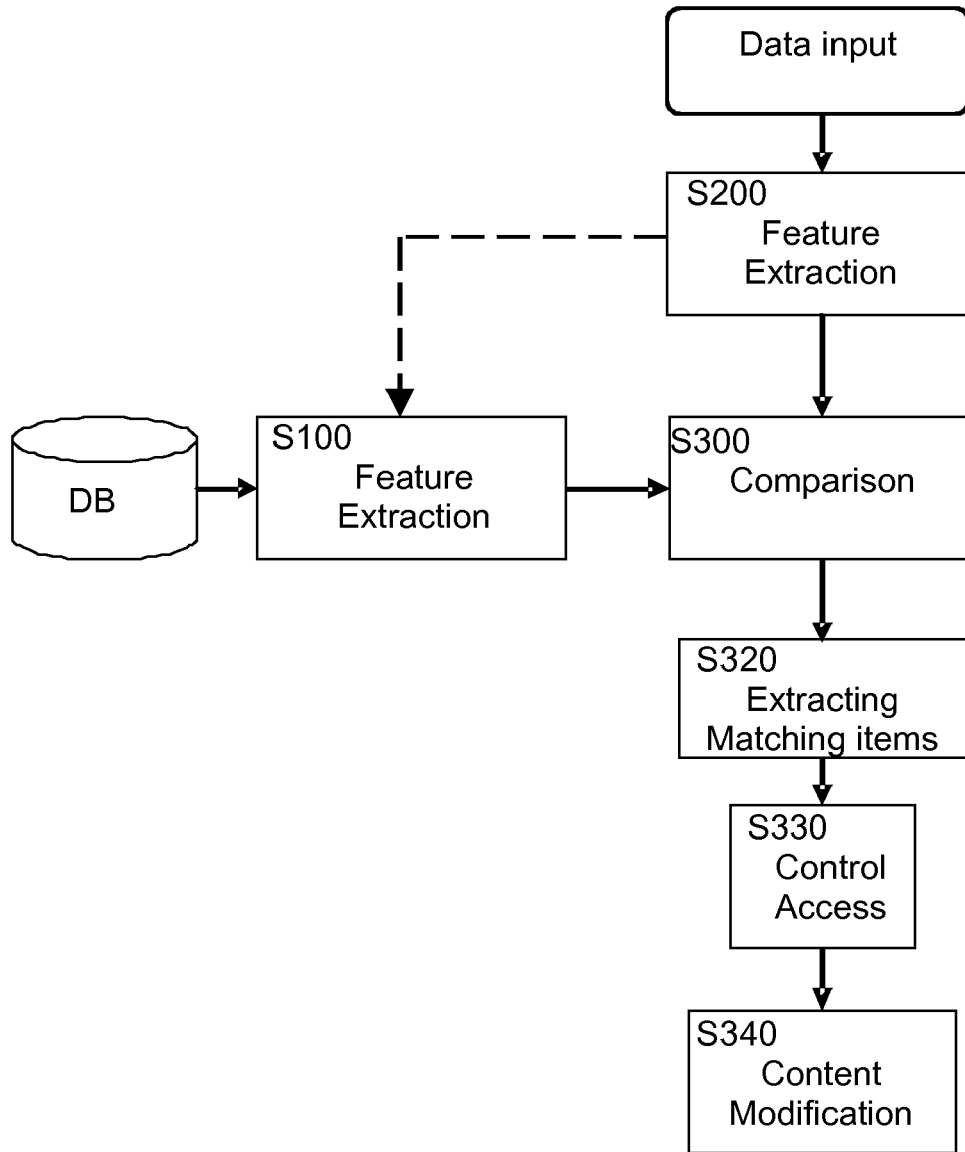 Data input
S200
Feature
Extraction
DB
S100
Feature
Extraction
S300
Comparison
S320
Extracting
Matching items
S330
Control
Access
S340
Content
Modification